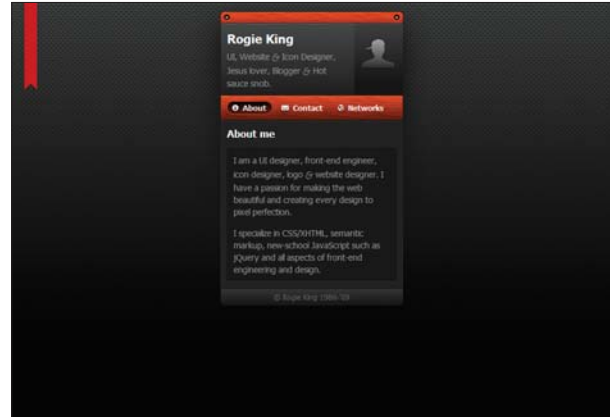 Rogie King
UI, Website & Icon Designer,
Jesus lover, Blogger & Hot
sauce snob.
About Contact Networks
About me
I am a UI designer, front-end engineer,
icon designer, logo & website designer. I
have a passion for making the web
beautiful and creating every design to
pixel perfection.
I specialize in CSS/XHTML, semantic
markup, new-school JavaScript such as
jQuery and all aspects of front-end
engineering and design.
© Rogie King